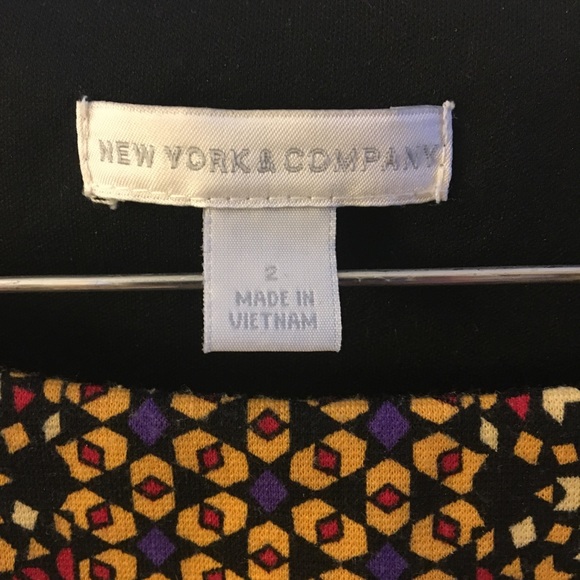 NEW YORK & COMPANY
2
MADE IN
VIETNAM